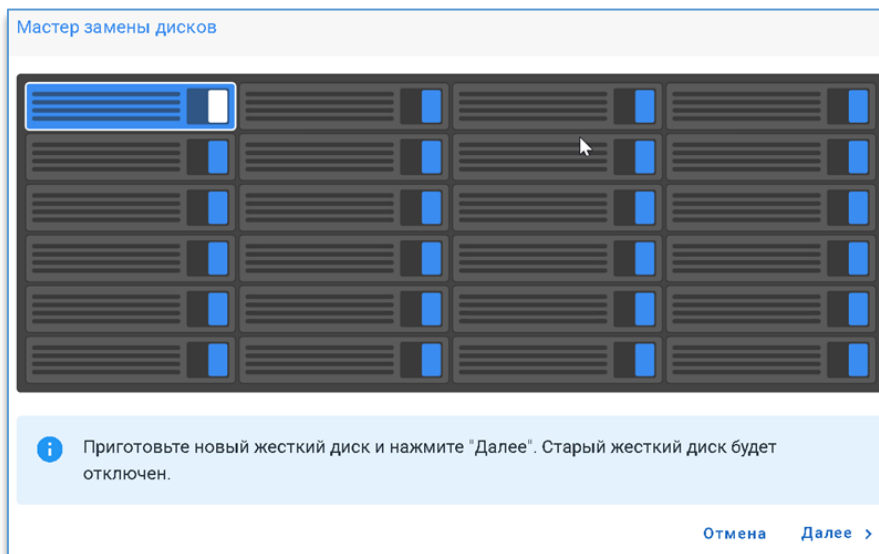 Мастер замены дисков
Приготовьте новый жесткий диск и нажмите "Далее". Старый жесткий диск будет
отключен.
Отмена Далее